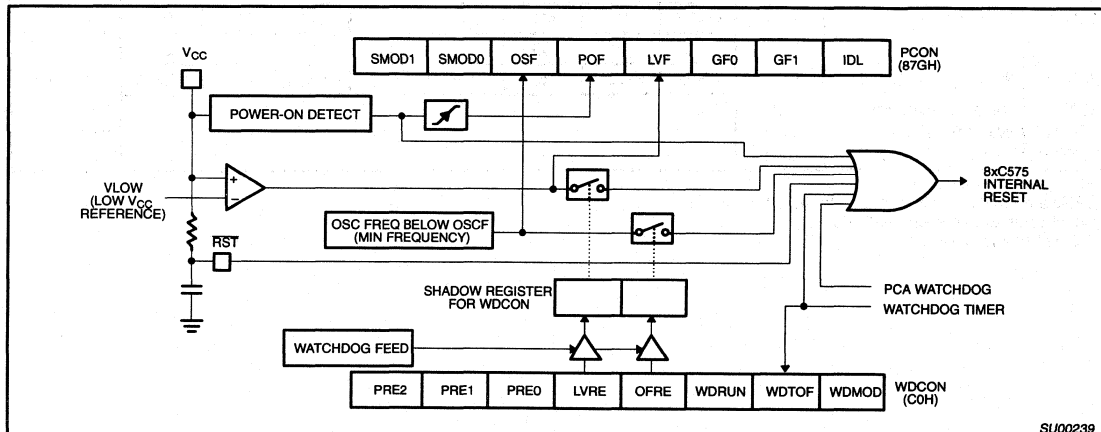 VCC
SMOD1 SMOD0 OSF POF LVF GF0 GF1 IDL
PCON
(87GH)
POWER-ON DETECT
VLOW
(LOW VCC
REFERENCE)
+
–
8xC575
INTERNAL
RESET
OSC FREQ BELOW OSCF
(MIN FREQUENCY)
RST
SHADOW REGISTER
FOR WDCON
PCA WATCHDOG
WATCHDOG TIMER
WATCHDOG FEED
PRE2 PRE1 PRE0 LVRE OFRE WDRUN WDTOF WDMOD
WDCON
(C0H)
SU00239